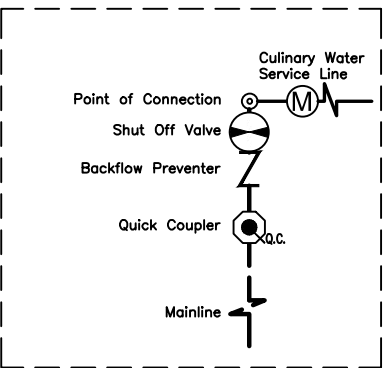 Culinary Water
Service Line
Point of Connection
M
Shut Off Valve
Backflow Preventer
Quick Coupler
Q.C.
Mainline